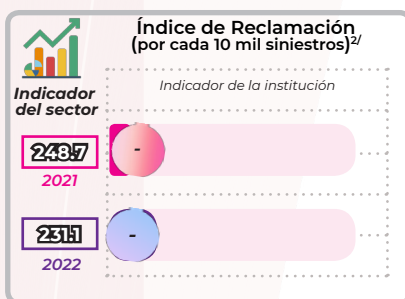 Índice de Reclamación
(por cada 10 mil siniestros)2/
Indicador
del sector
Indicador de la institución
248.7
-
2021
231.1
-
2022